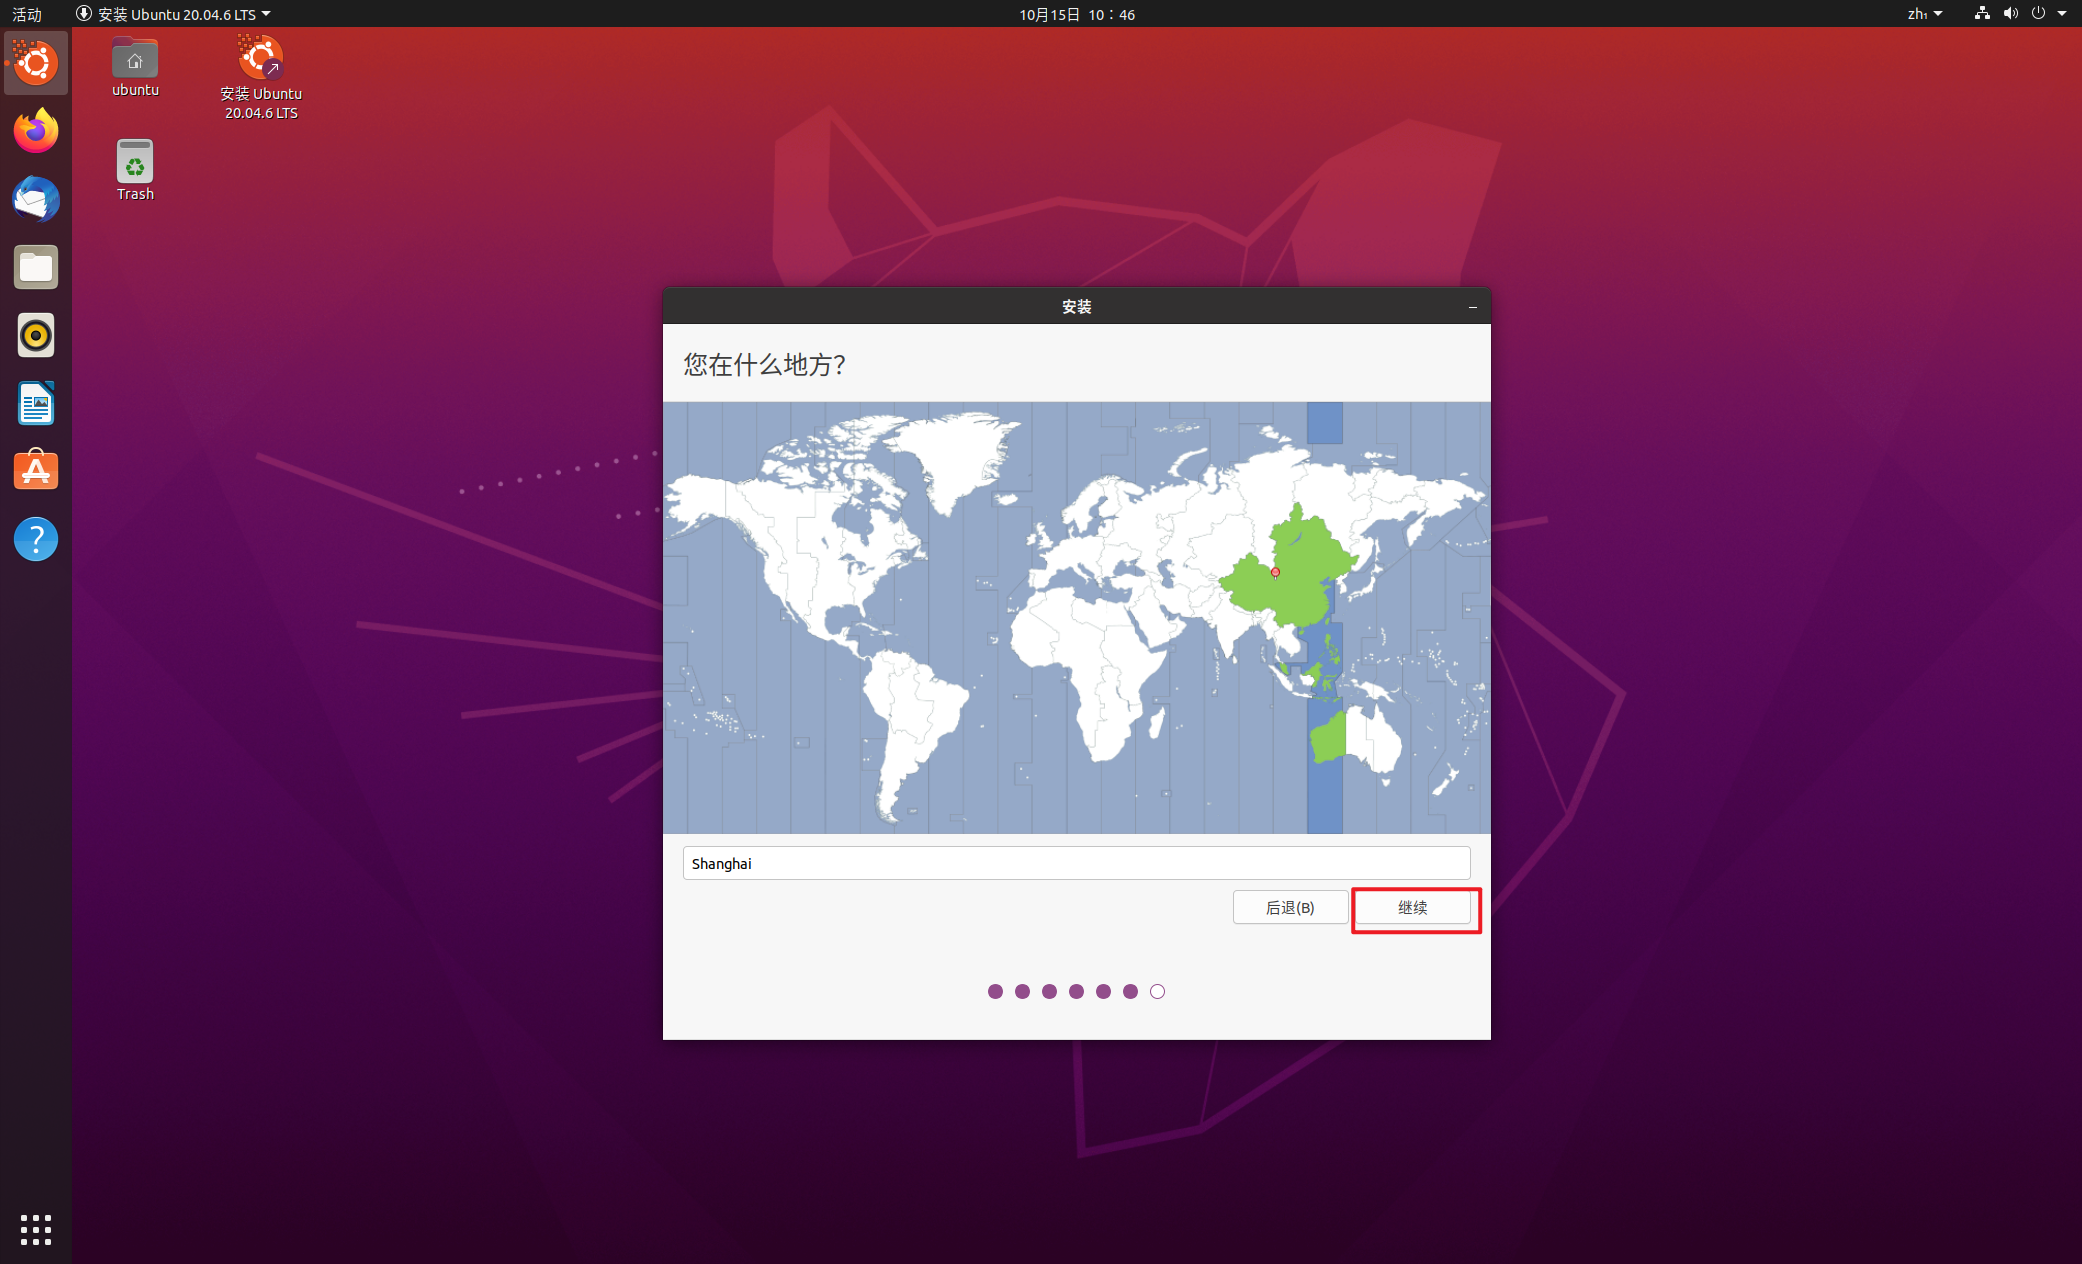 活动
安装 Ubuntu 20.04.6 LTS
10月15日 10：46
zh₁
ubuntu
安装 Ubuntu
20.04.6 LTS
Trash
安装
您在什么地方？
Shanghai
后退(B)
继续